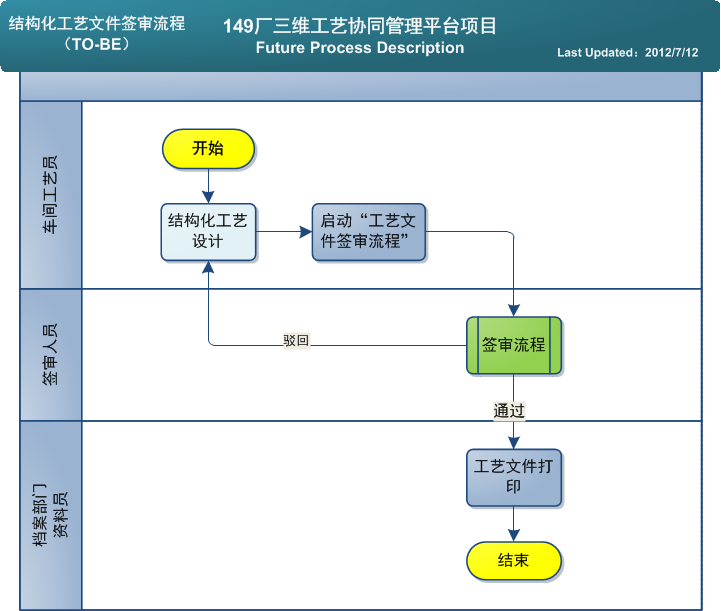 结构化工艺文件签审流程
（TO-BE）
149厂三维工艺协同管理平台项目
Future Process Description
Last Updated：2012/7/12
车间工艺员
开始
结构化工艺
设计
启动“工艺文
件签审流程”
签审人员
驳回
签审流程
通过
档案部门
资料员
工艺文件打
印
结束